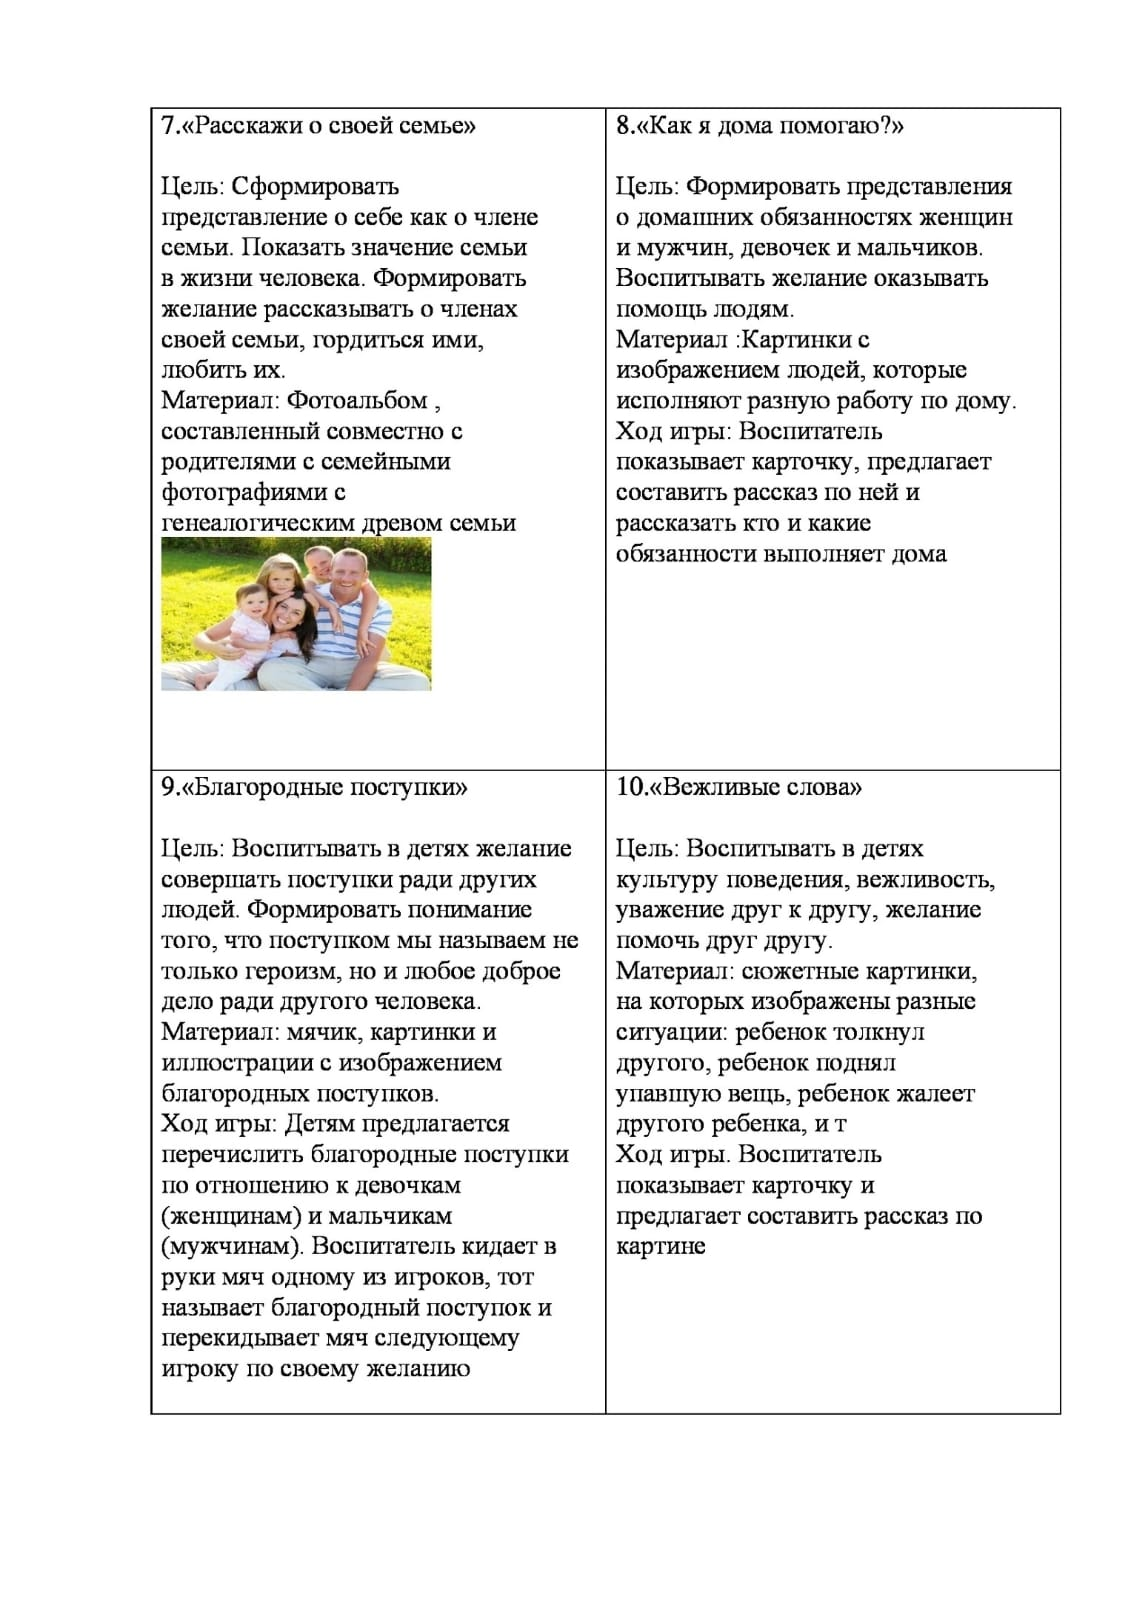 7.«Расскажи о своей семье»
Цель: Сформировать
представление о себе как о члене
семьи. Показать значение семьи
в жизни человека. Формировать
желание рассказывать о членах
своей семьи, гордиться ими,
любить их.
Материал: Фотоальбом ,
составленный совместно с
родителями с семейными
фотографиями с
генеалогическим древом семьи
8.«Как я дома помогаю?»
Цель: Формировать представления
о домашних обязанностях женщин
и мужчин, девочек и мальчиков.
Воспитывать желание оказывать
помощь людям.
Материал :Картинки с
изображением людей, которые
исполняют разную работу по дому.
Ход игры: Воспитатель
показывает карточку, предлагает
составить рассказ по ней и
рассказать кто и какие
обязанности выполняет дома
9.«Благородные поступки»
Цель: Воспитывать в детях желание
совершать поступки ради других
людей. Формировать понимание
того, что поступком мы называем не
только героизм, но и любое доброе
дело ради другого человека.
Материал: мячик, картинки и
иллюстрации с изображением
благородных поступков.
Ход игры: Детям предлагается
перечислить благородные поступки
по отношению к девочкам
(женщинам) и мальчикам
(мужчинам). Воспитатель кидает в
руки мяч одному из игроков, тот
называет благородный поступок и
перекидывает мяч следующему
игроку по своему желанию
10.«Вежливые слова»
Цель: Воспитывать в детях
культуру поведения, вежливость,
уважение друг к другу, желание
помочь друг другу.
Материал: сюжетные картинки,
на которых изображены разные
ситуации: ребенок толкнул
другого, ребенок поднял
упавшую вещь, ребенок жалеет
другого ребенка, и т
Ход игры. Воспитатель
показывает карточку и
предлагает составить рассказ по
картине